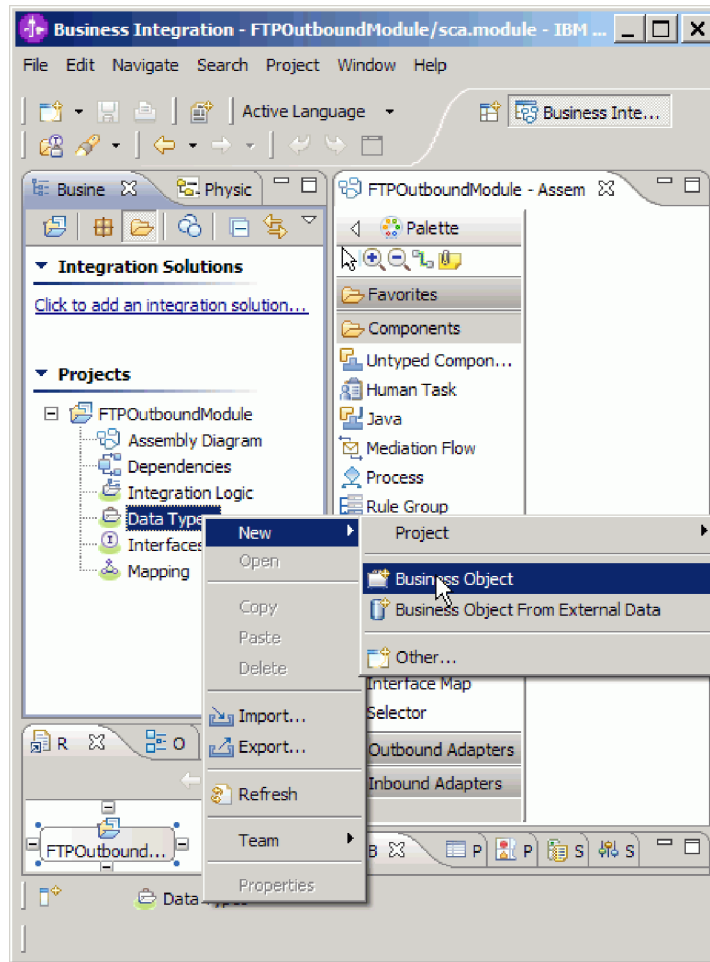 Business Integration - FTPOutboundModule/sca.module - IBM ...
File Edit Navigate Search Project Window Help
Active Language
Business Inte...
Busine
Physic
FTPOutboundModule - Assem
Palette
Integration Solutions
Click to add an integration solution...
Favorites
Components
Untyped Compon...
Projects
Human Task
FTPOutboundModule
Java
Assembly Diagram
Mediation Flow
Dependencies
Process
Integration Logic
Rule Group
Data Type
New
Project
Interfaces
Open
Mapping
Business Object
Copy
Business Object From External Data
Paste
Delete
Other...
Interface Map
Import...
Selector
R
O
Export...
Outbound Adapters
Refresh
Inbound Adapters
Team
FTPOutbound...
B
P
P
S
S
Properties
Data Types